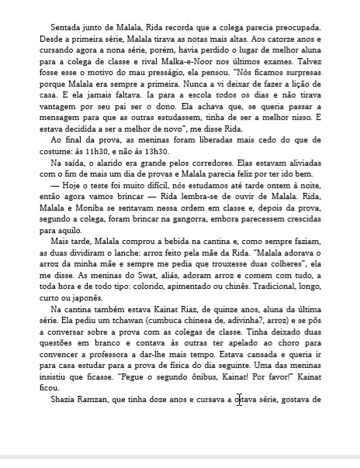 Sentada junto de Malala, Rida recorda que a colega parecia preocupada.
Desde a primeira série, Malala tirava as notas mais altas. Aos catorze anos e
cursando agora a nona série, porém, havia perdido o lugar de melhor aluna
para a colega de classe e rival Malka-e-Noor nos últimos exames. Talvez
fosse esse o motivo do mau presságio, ela pensou. "Nós ficamos surpresas
porque Malala era sempre a primeira. Nunca a vi deixar de fazer a lição de
casa. E ela jamais faltava. Ia para a escola todos os dias e não tirava
vantagem por seu pai ser o dono. Ela achava que, se queria passar a
mensagem para que as outras estudassem, tinha de ser a melhor nisso. E
estava decidida a ser a melhor de novo", me disse Rida.
Ao final da prova, as meninas foram liberadas mais cedo do que de
costume: às 11h30, e não às 13h30.
Na saída, o alarido era grande pelos corredores. Elas estavam aliviadas
com o fim de mais um dia de provas e Malala parecia feliz por ter ido bem.
— Hoje o teste foi muito difícil, nós estudamos até tarde ontem à noite,
então agora vamos brincar — Rida lembra-se de ouvir de Malala. Rida,
Malala e Moniba se sentavam nessa ordem em classe e, depois da prova,
segundo a colega, foram brincar na gangorra, embora parecessem crescidas
para aquilo.
Mais tarde, Malala comprou a bebida na cantina e, como sempre faziam,
as duas dividiram o lanche: arroz feito pela mãe da Rida. "Malala adorava o
arroz da minha mãe e sempre me pedia que trouxesse duas colheres", ela
me disse. As meninas do Swat, aliás, adoram arroz e comem com tudo, a
toda hora e de todo tipo: colorido, apimentado ou chinês. Tradicional, longo,
curto ou japonês.
Na cantina também estava Kainat Riaz, de quinze anos, aluna da última
série. Ela pediu um tchawan (cumbuca chinesa de, adivinha?, arroz) e se pôs
a conversar sobre a prova com as colegas de classe. Tinha deixado duas
questões em branco e contava às outras ter apelado ao choro para
convencer a professora a dar-lhe mais tempo. Estava cansada e queria ir
para casa estudar para a prova de física do dia seguinte. Uma das meninas
insistiu que ficasse. "Pegue o segundo ônibus, Kainat! Por favor!" Kainat
ficou.
Shazia Ramzan, que tinha doze anos e cursava a oitava série, gostava de